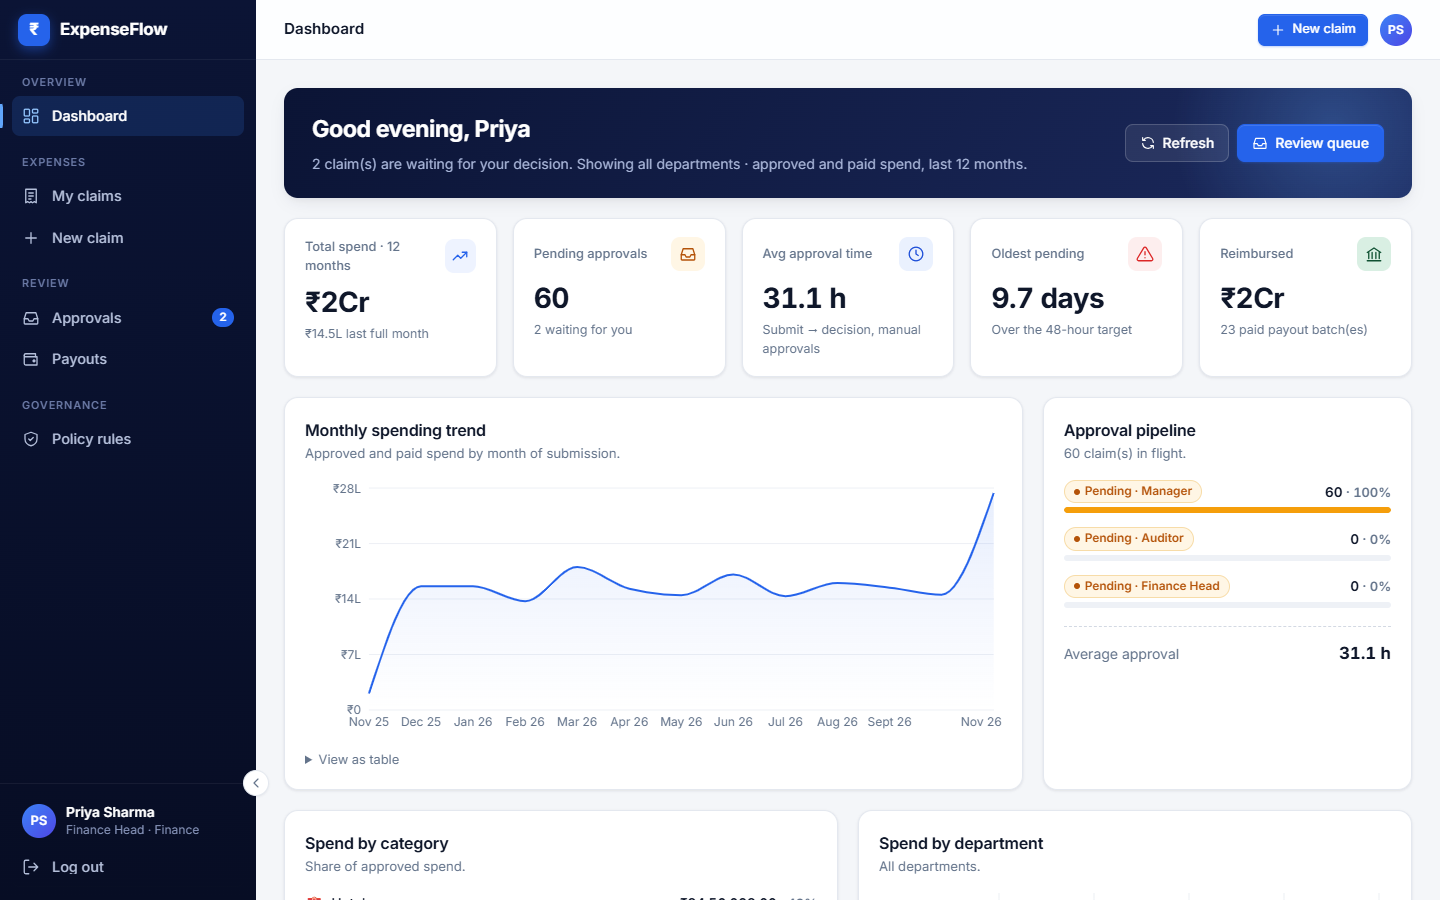 ₹ ExpenseFlow
Dashboard
+ New claim
PS
OVERVIEW
Dashboard
EXPENSES
My claims
New claim
REVIEW
Approvals 2
Payouts
GOVERNANCE
Policy rules
PS
Priya Sharma
Finance Head · Finance
Log out
Good evening, Priya
2 claim(s) are waiting for your decision. Showing all departments · approved and paid spend, last 12 months.
Refresh
Review queue
Total spend · 12
months
₹2Cr
₹14.5L last full month
Pending approvals
60
2 waiting for you
Avg approval time
31.1 h
Submit → decision, manual
approvals
Oldest pending
9.7 days
Over the 48-hour target
Reimbursed
₹2Cr
23 paid payout batch(es)
Monthly spending trend
Approved and paid spend by month of submission.
₹28L
₹21L
₹14L
₹7L
₹0
Nov 25 Dec 25 Jan 26 Feb 26 Mar 26 Apr 26 May 26 Jun 26 Jul 26 Aug 26 Sept 26 Nov 26
View as table
Approval pipeline
60 claim(s) in flight.
Pending · Manager 60 · 100%
Pending · Auditor 0 · 0%
Pending · Finance Head 0 · 0%
Average approval 31.1 h
Spend by category
Share of approved spend.
Spend by department
All departments.